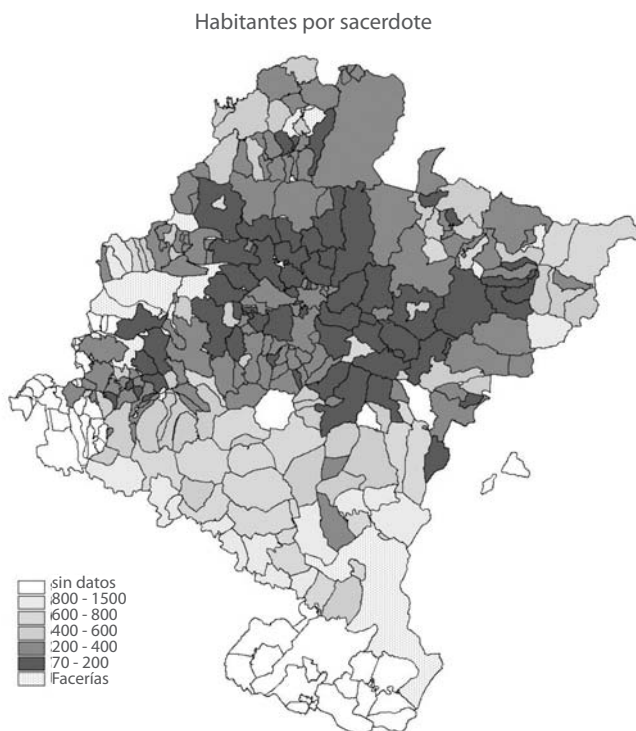 Habitantes por sacerdote
sin datos
800 - 1500
600 - 800
400 - 600
200 - 400
70 - 200
Facerías